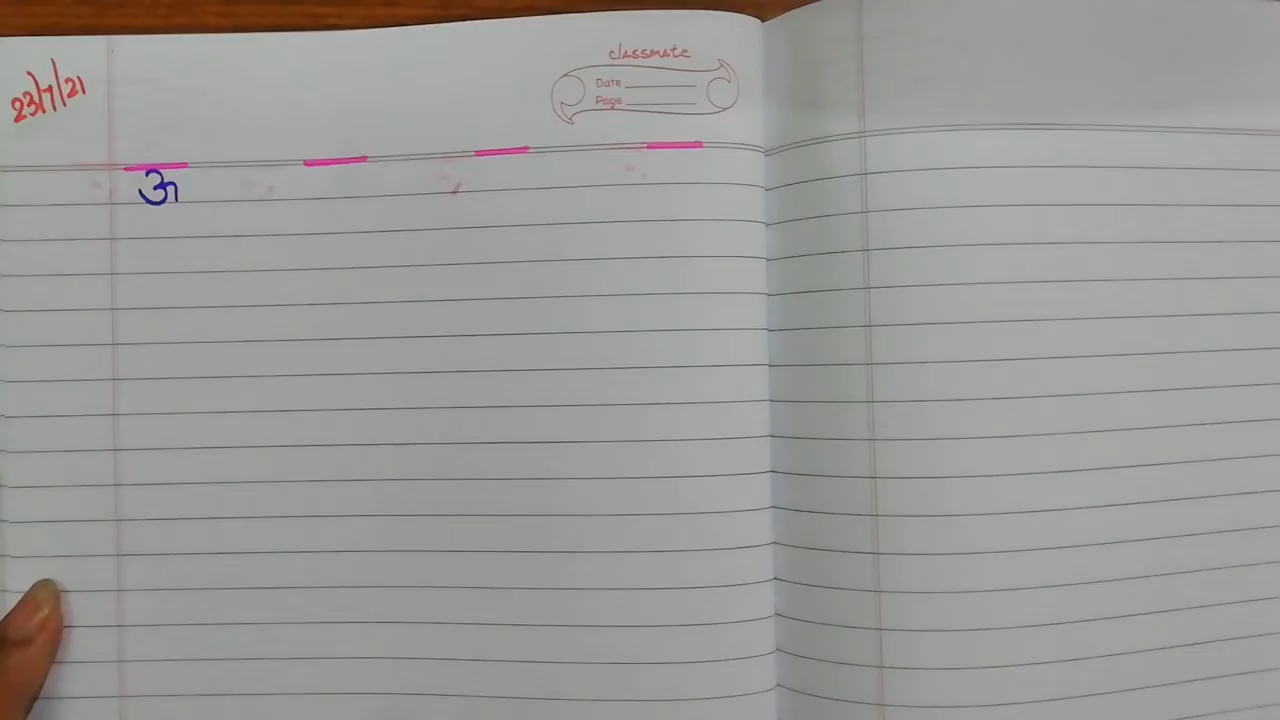 classmate
23/7/21
Date
Page
अ